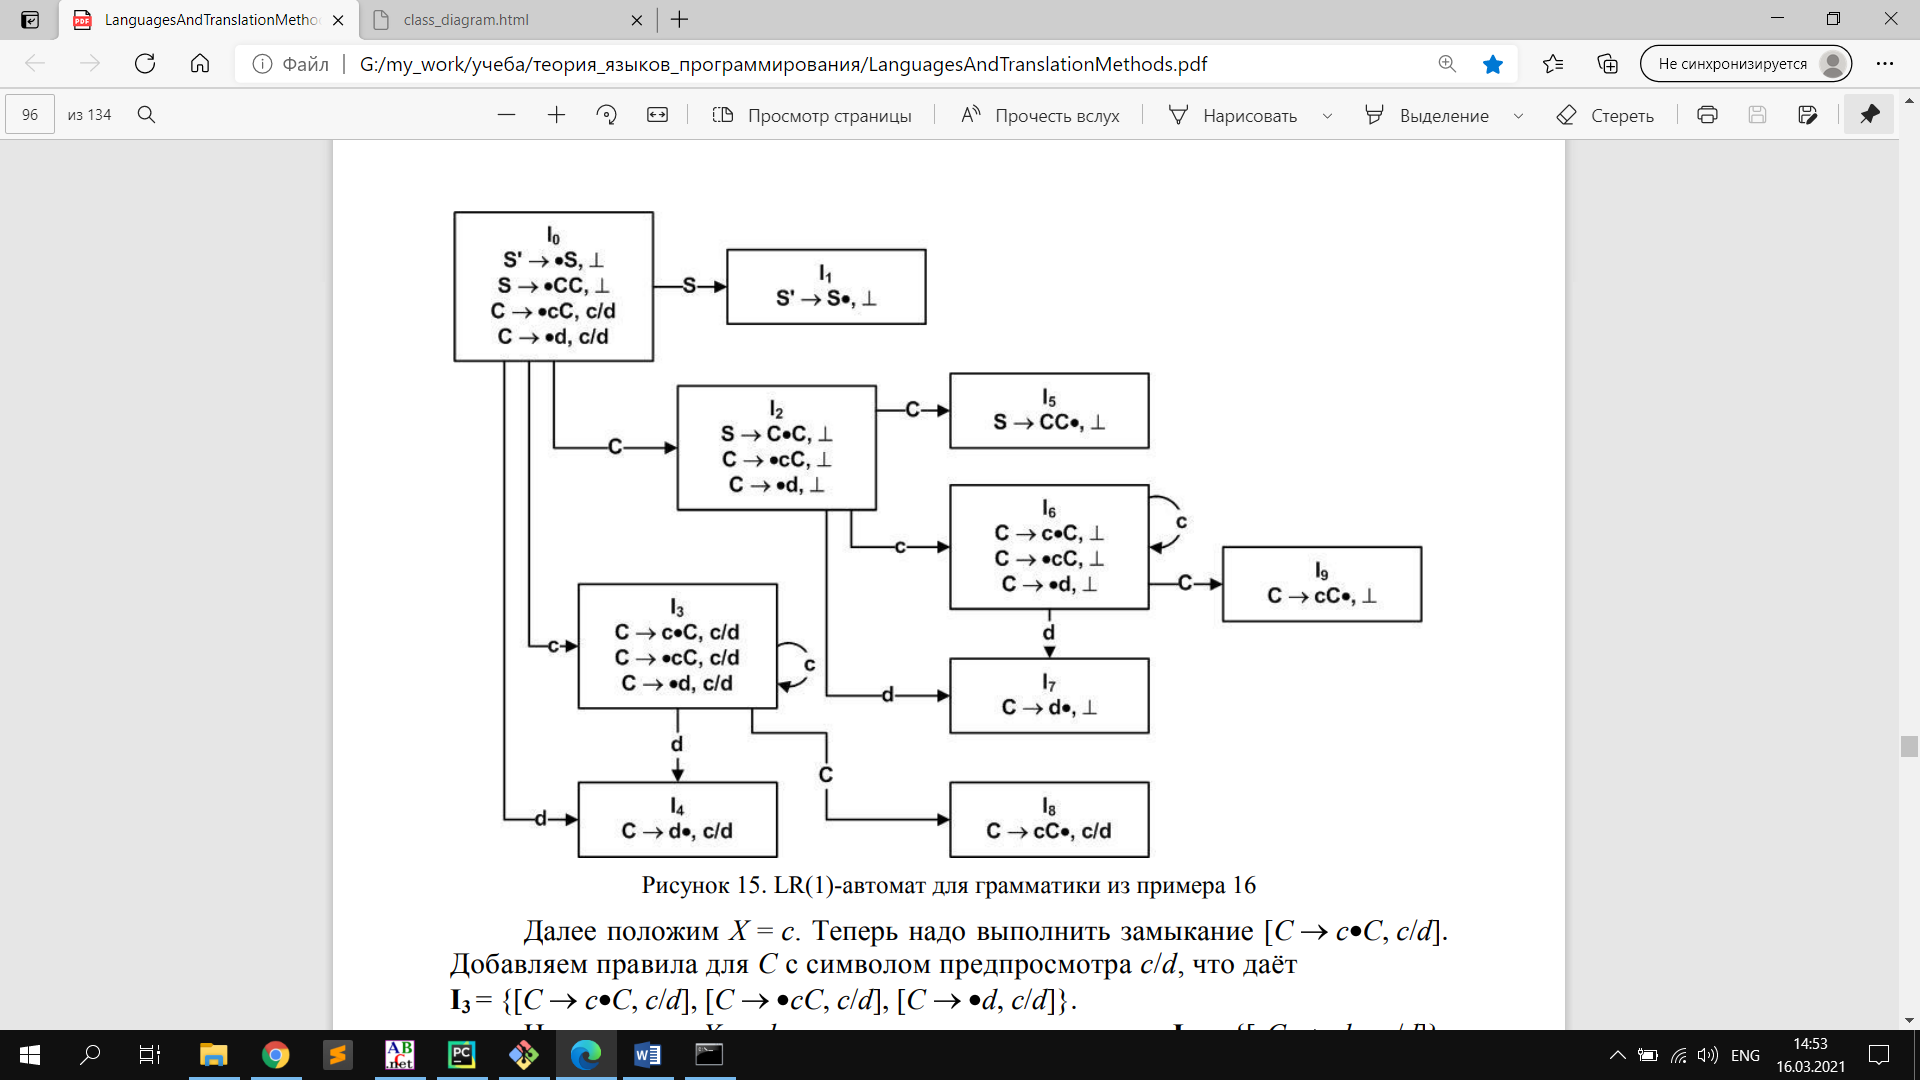 LanguagesAndTranslationMetho
class_diagram.html
Файл
G:/my_work/учеба/теория_языков_программирования/LanguagesAndTranslationMethods.pdf
Не синхронизируется
96 из 134
Просмотр страницы
Прочесть вслух
Нарисовать
Выделение
Стереть
I0
S' → •S, ⊥
S → •CC, ⊥
C → •cC, c/d
C → •d, c/d
S
I1
S' → S•, ⊥
C
I2
S → C•C, ⊥
C → •cC, ⊥
C → •d, ⊥
C
I5
S → CC•, ⊥
c
I6
C → c•C, ⊥
C → •cC, ⊥
C → •d, ⊥
c
C
I9
C → cC•, ⊥
c
I3
C → c•C, c/d
C → •cC, c/d
C → •d, c/d
c
d
d
I7
C → d•, ⊥
d
C
d
I4
C → d•, c/d
I8
C → cC•, c/d
Рисунок 15. LR(1)-автомат для грамматики из примера 16
Далее положим X = c. Теперь надо выполнить замыкание [C → c•C, c/d].
Добавляем правила для C с символом предпросмотра c/d, что даёт
I3 = {[C → c•C, c/d], [C → •cC, c/d], [C → •d, c/d]}.
ENG
14:53
16.03.2021